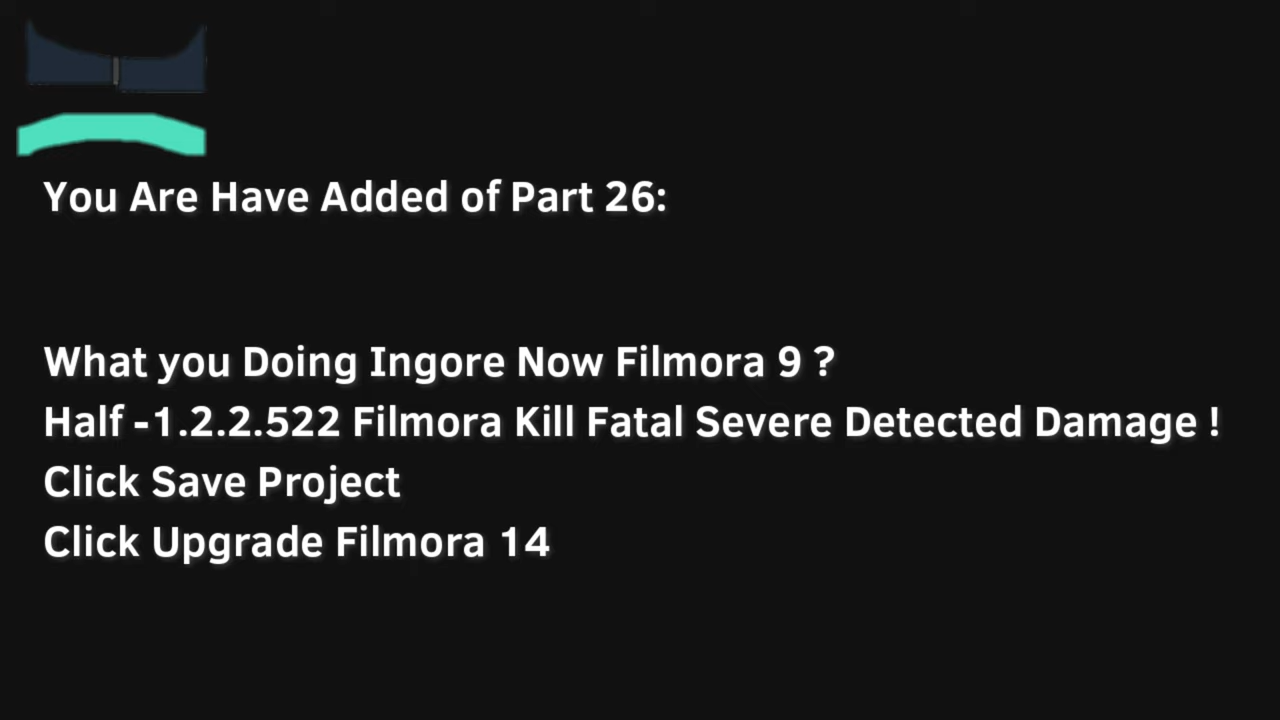 You Are Have Added of Part 26:
What you Doing Ingore Now Filmora 9 ?
Half -1.2.2.522 Filmora Kill Fatal Severe Detected Damage !
Click Save Project
Click Upgrade Filmora 14